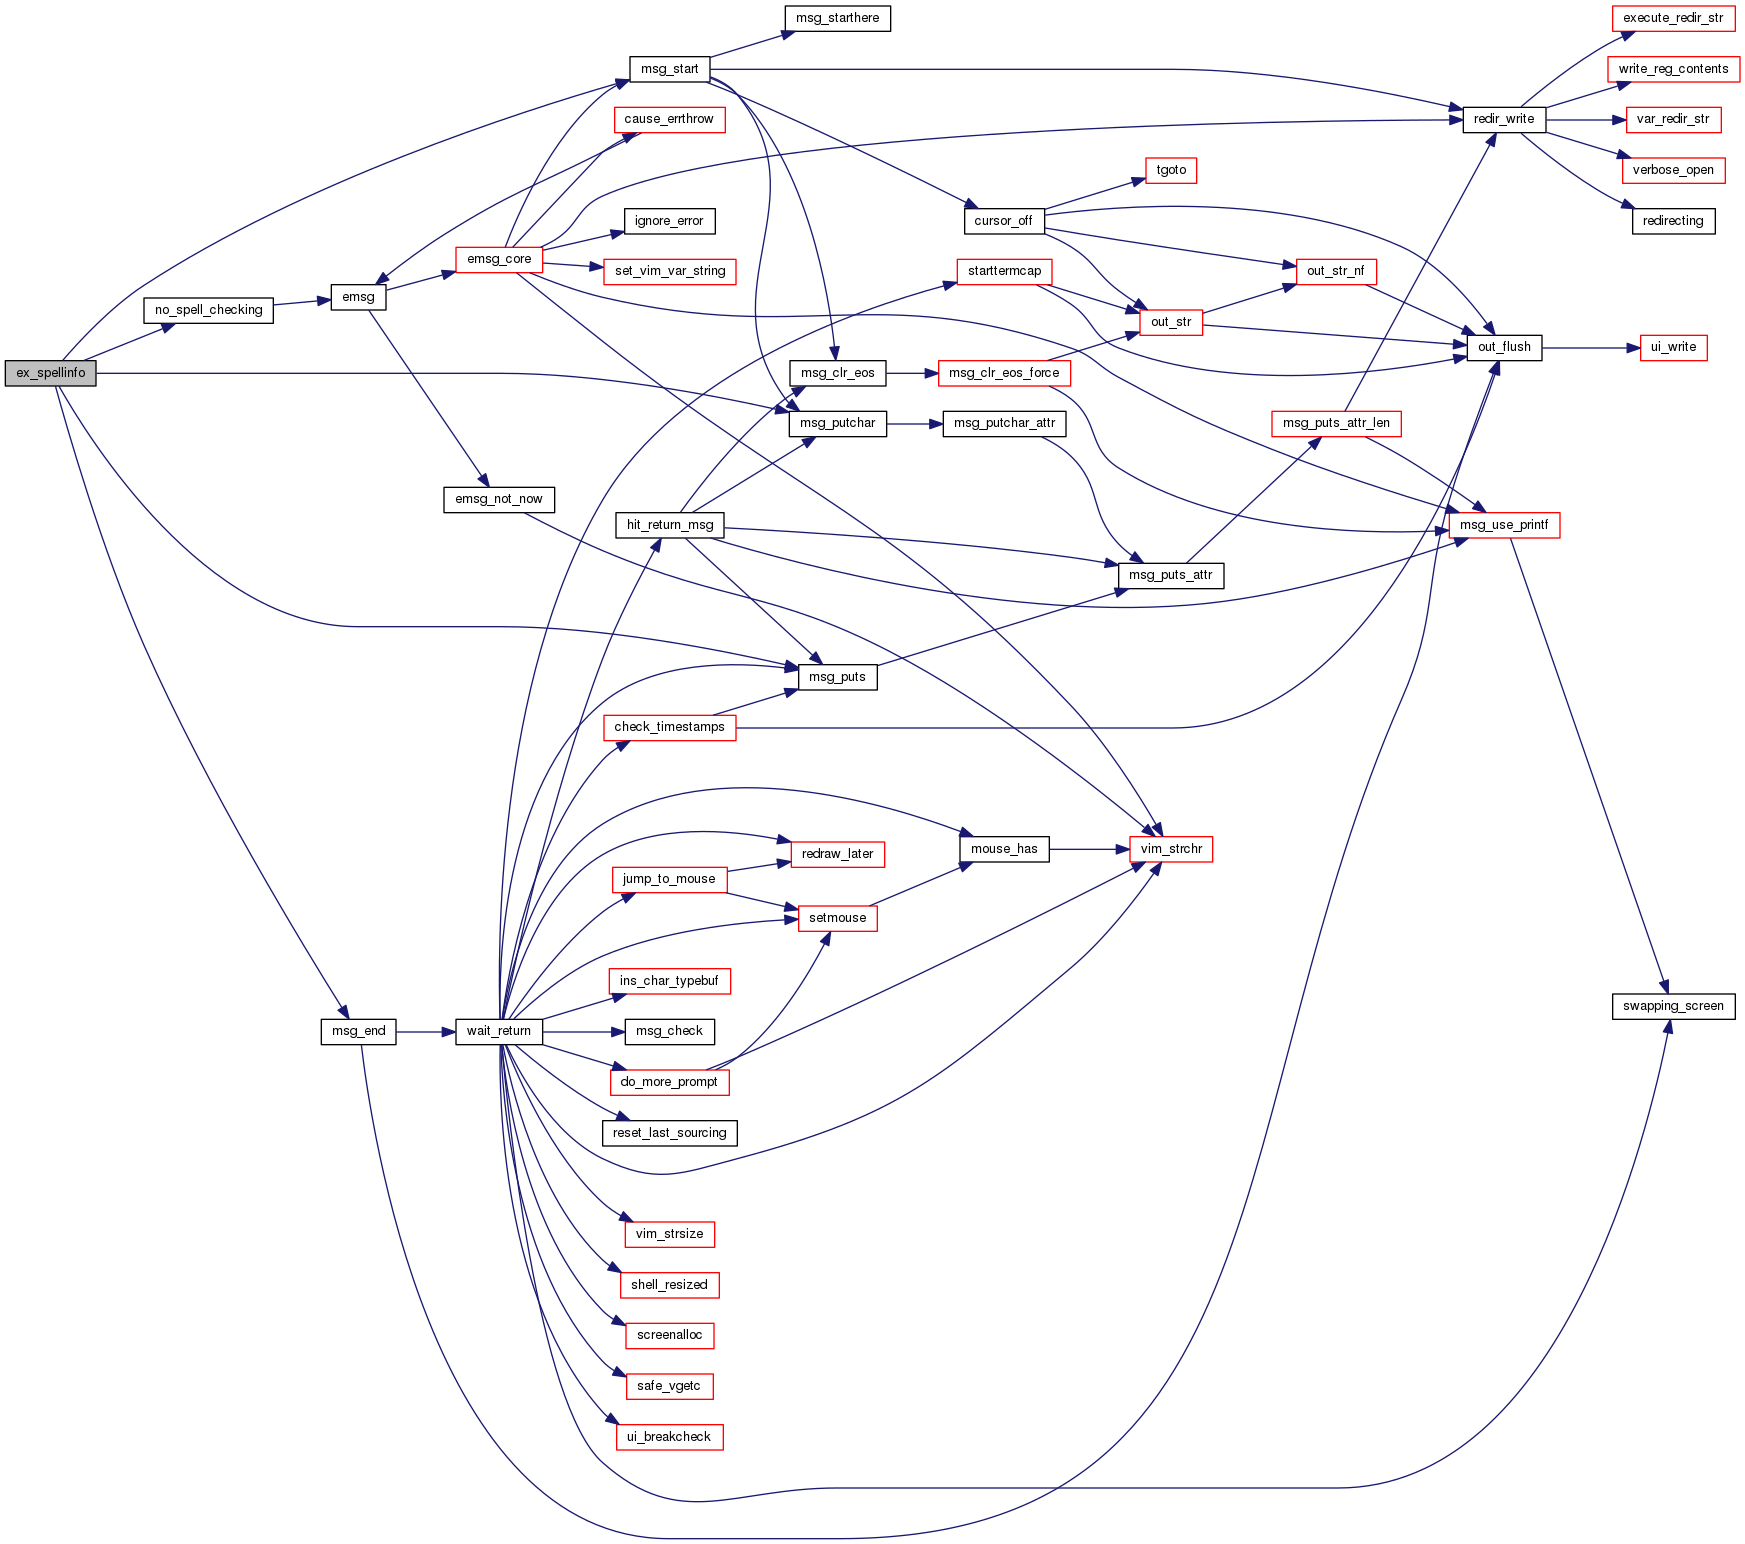 msg_starthere
execute_redir_str
msg_start
write_reg_contents
cause_errthrow
redir_write
var_redir_str
tgoto
verbose_open
ignore_error
cursor_off
redirecting
emsg_core
set_vim_var_string
starttermcap
out_str_nf
emsg
no_spell_checking
out_str
out_flush
ui_write
ex_spellinfo
msg_clr_eos
msg_clr_eos_force
msg_putchar
msg_putchar_attr
msg_puts_attr_len
emsg_not_now
hit_return_msg
msg_use_printf
msg_puts_attr
msg_puts
check_timestamps
redraw_later
mouse_has
vim_strchr
jump_to_mouse
setmouse
ins_char_typebuf
swapping_screen
msg_end
wait_return
msg_check
do_more_prompt
reset_last_sourcing
vim_strsize
shell_resized
screenalloc
safe_vgetc
ui_breakcheck